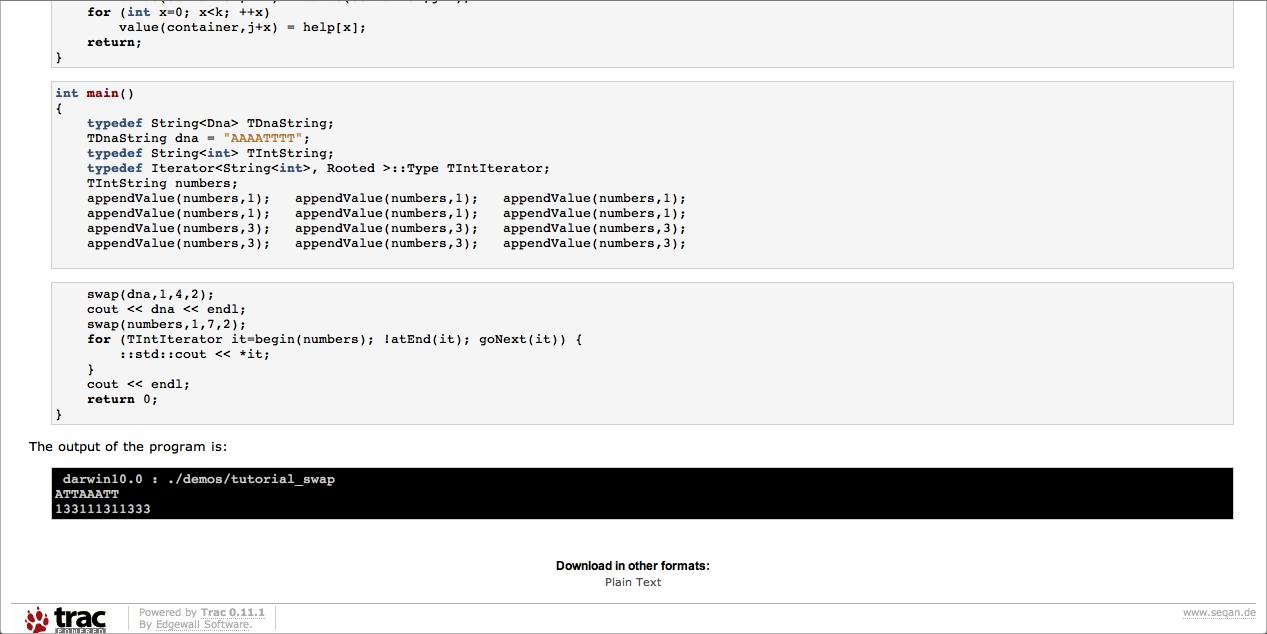 for (int x=0; x<k; ++x)
value(container,j+x) = help[x];
return;
}
int main()
{
typedef String<Dna> TDnaString;
TDnaString dna = "AAAATTTT";
typedef String<int> TIntString;
typedef Iterator<String<int>, Rooted >::Type TIntIterator;
TIntString numbers;
appendValue(numbers,1);   appendValue(numbers,1);   appendValue(numbers,1);
appendValue(numbers,1);   appendValue(numbers,1);   appendValue(numbers,1);
appendValue(numbers,3);   appendValue(numbers,3);   appendValue(numbers,3);
appendValue(numbers,3);   appendValue(numbers,3);   appendValue(numbers,3);
swap(dna,1,4,2);
cout << dna << endl;
swap(numbers,1,7,2);
for (TIntIterator it=begin(numbers); !atEnd(it); goNext(it)) {
::std::cout << *it;
}
cout << endl;
return 0;
}
The output of the program is:
darwin10.0 : ./demos/tutorial_swap
ATTAAATT
133111311333
Download in other formats:
Plain Text
trac
POWERED
Powered by Trac 0.11.1
By Edgewall Software.
www.seqan.de